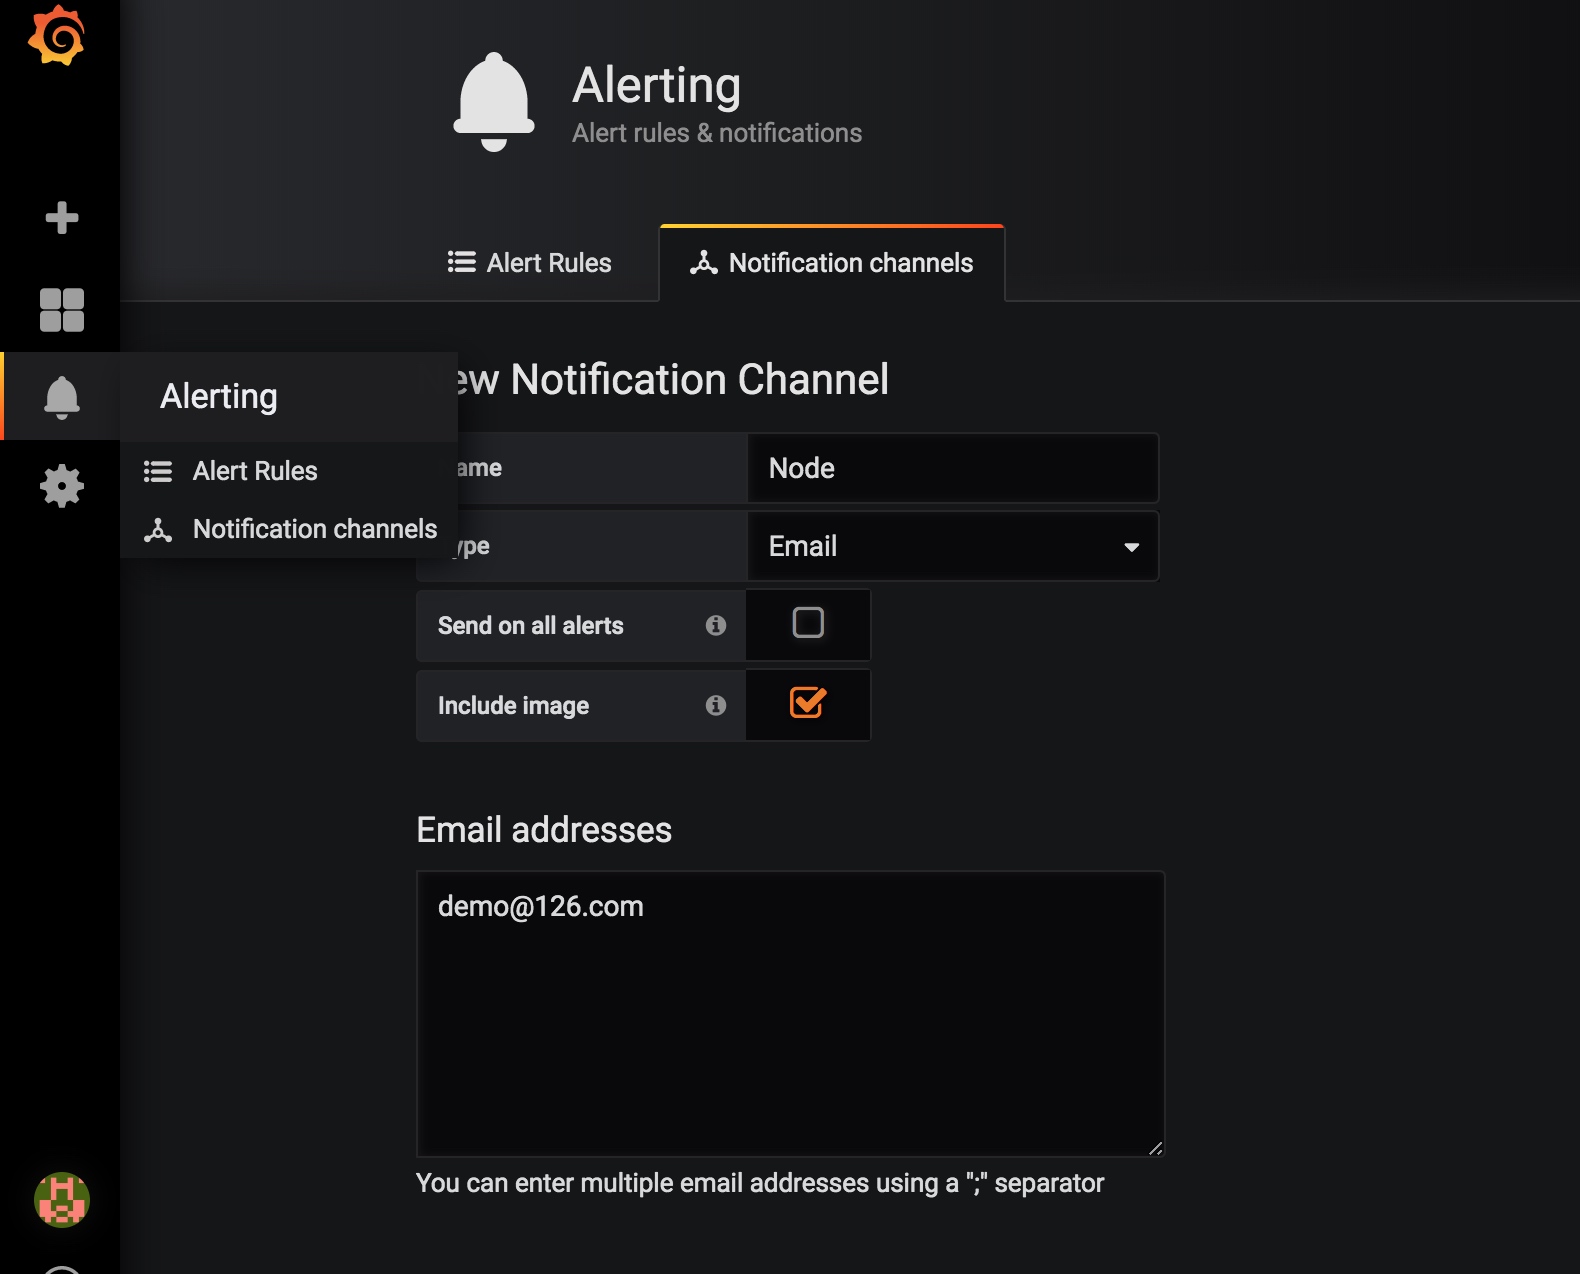 Alerting
Alert rules & notifications
Alert Rules
Notification channels
Alerting
Alert Rules
Notification channels
ew Notification Channel
ame
Node
ype
Email
Send on all alerts
Include image
Email addresses
demo@126.com
You can enter multiple email addresses using a ";" separator